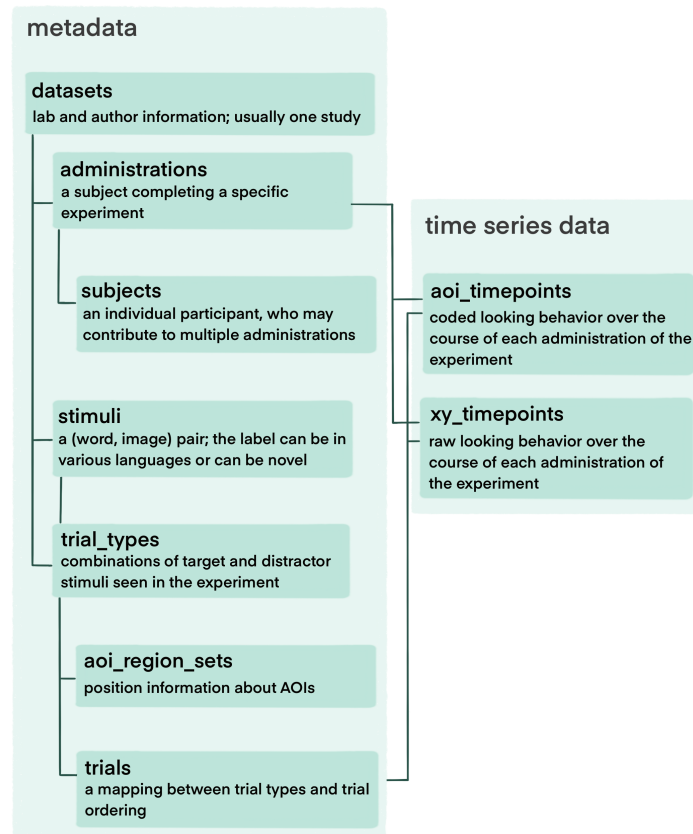 metadata
datasets
lab and author information; usually one study
administrations
a subject completing a specific
experiment
subjects
an individual participant, who may
contribute to multiple administrations
stimuli
a (word, image) pair; the label can be in
various languages or can be novel
trial_types
combinations of target and distractor
stimuli seen in the experiment
aoi_region_sets
position information about AOIs
trials
a mapping between trial types and trial
ordering
time series data
aoi_timepoints
coded looking behavior over the
course of each administration of the
experiment
xy_timepoints
raw looking behavior over the
course of each administration of
the experiment